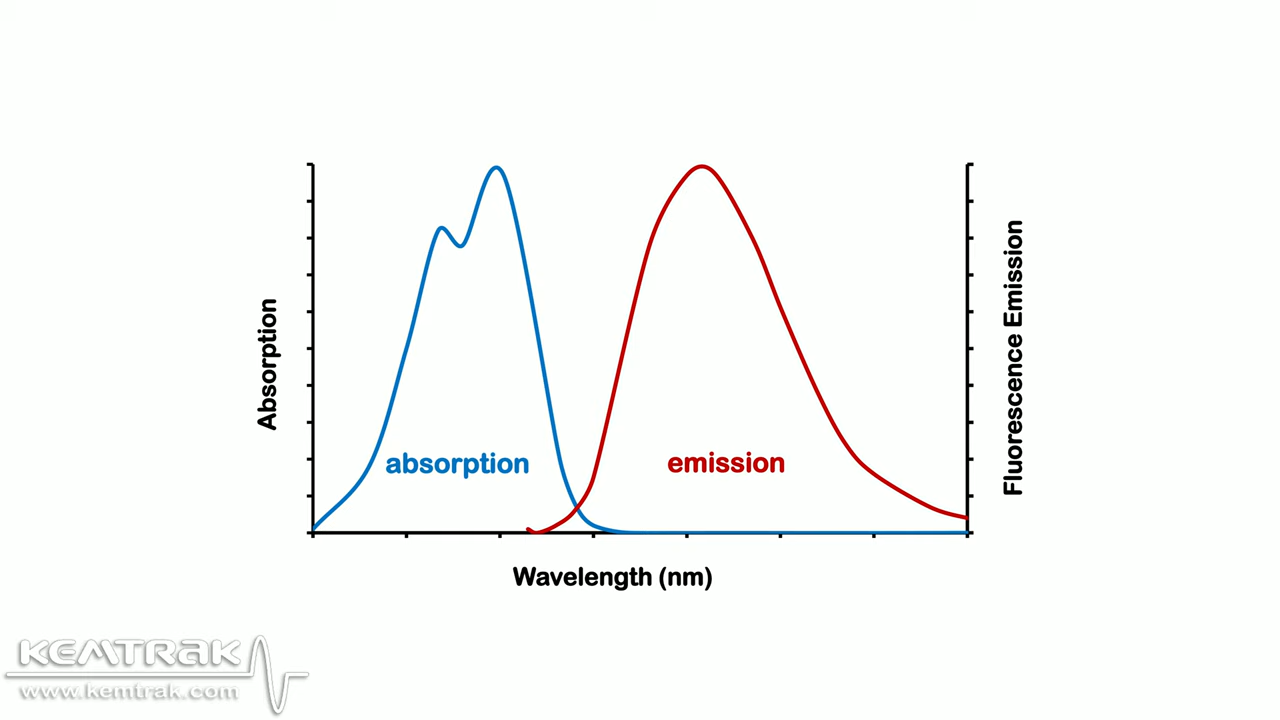 Absorption
absorption
emission
Fluorescence Emission
Wavelength (nm)
KEMTRAK
www.kemtrak.com